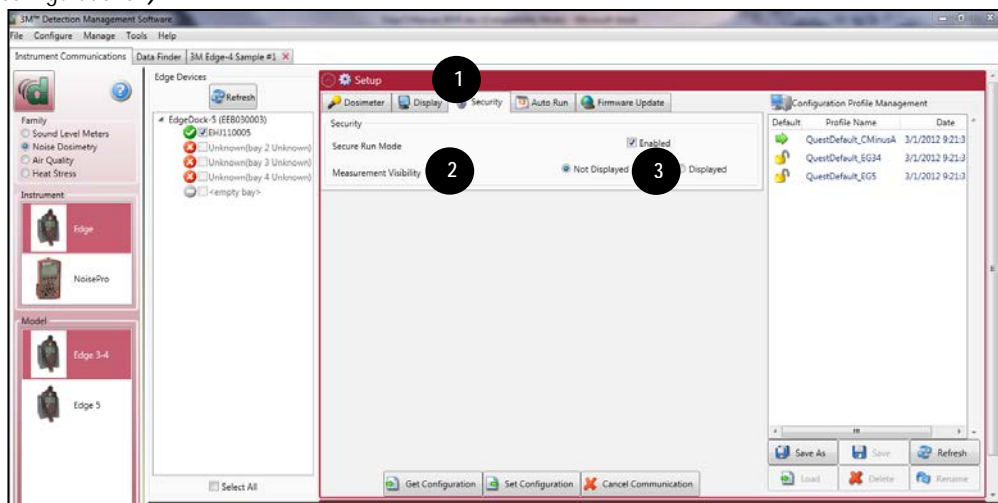 3M™ Detection Management Software
File Configure Manage Tools Help
Instrument Communications Data Finder 3M Edge-4 Sample #1
Family
Sound Level Meters
Noise Dosimetry
Air Quality
Heat Stress
Instrument
Edge
NoisePro
Model
Edge 3-4
Edge 5
Edge Devices
Refresh
EdgeDock-5 (EEB030003)
EHJ110005
Unknown(bay 2 Unknown)
Unknown(bay 3 Unknown)
Unknown(bay 4 Unknown)
<empty bay>
Select All
Setup
1
Dosimeter Display Security Auto Run Firmware Update
Security
Secure Run Mode Enabled
Measurement Visibility 2 Not Displayed 3 Displayed
Get Configuration Set Configuration Cancel Communication
Configuration Profile Management
Default Profile Name Date
QuestDefault_CMinusA 3/1/2012 9:21:3
QuestDefault_EG34 3/1/2012 9:21:3
QuestDefault_EG5 3/1/2012 9:21:3
Save As Save Refresh
Load Delete Rename